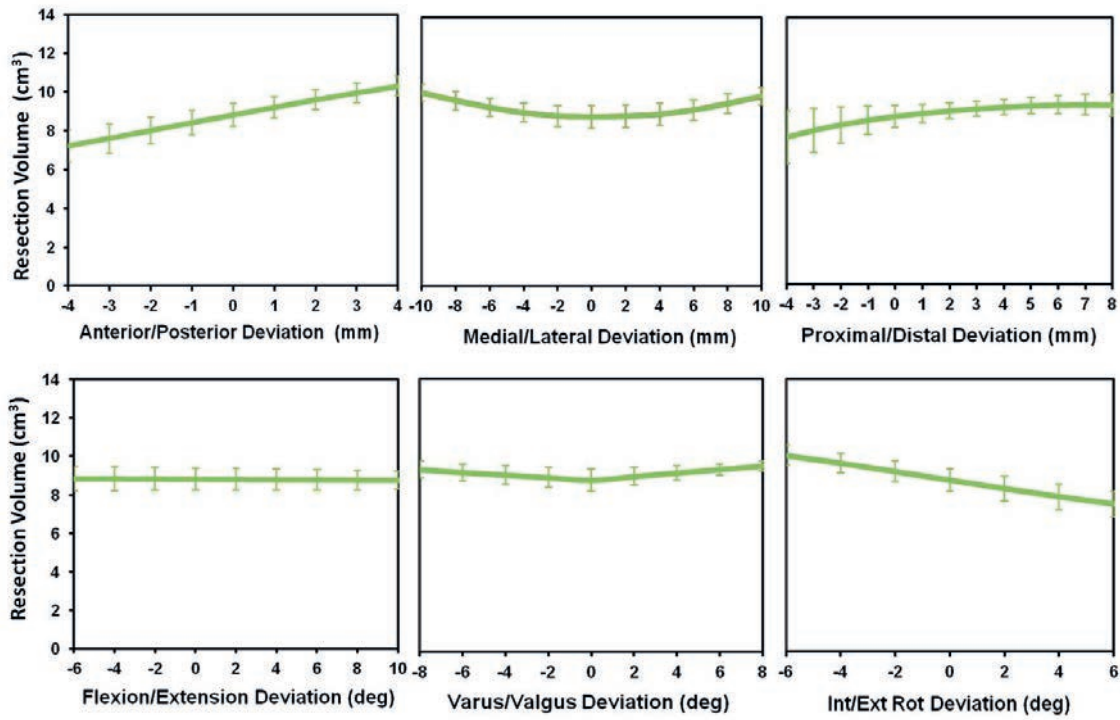 Resection Volume (cm³)
14
12
10
8
6
4
2
0
-4 -3 -2 -1 0 1 2 3 4
Anterior/Posterior Deviation (mm)
-10 -8 -6 -4 -2 0 2 4 6 8 10
Medial/Lateral Deviation (mm)
-4 -3 -2 -1 0 1 2 3 4 5 6 7 8
Proximal/Distal Deviation (mm)
Resection Volume (cm³)
14
12
10
8
6
4
2
0
-6 -4 -2 0 2 4 6 8 10
Flexion/Extension Deviation (deg)
-8 -6 -4 -2 0 2 4 6 8
Varus/Valgus Deviation (deg)
-6 -4 -2 0 2 4 6
Int/Ext Rot Deviation (deg)